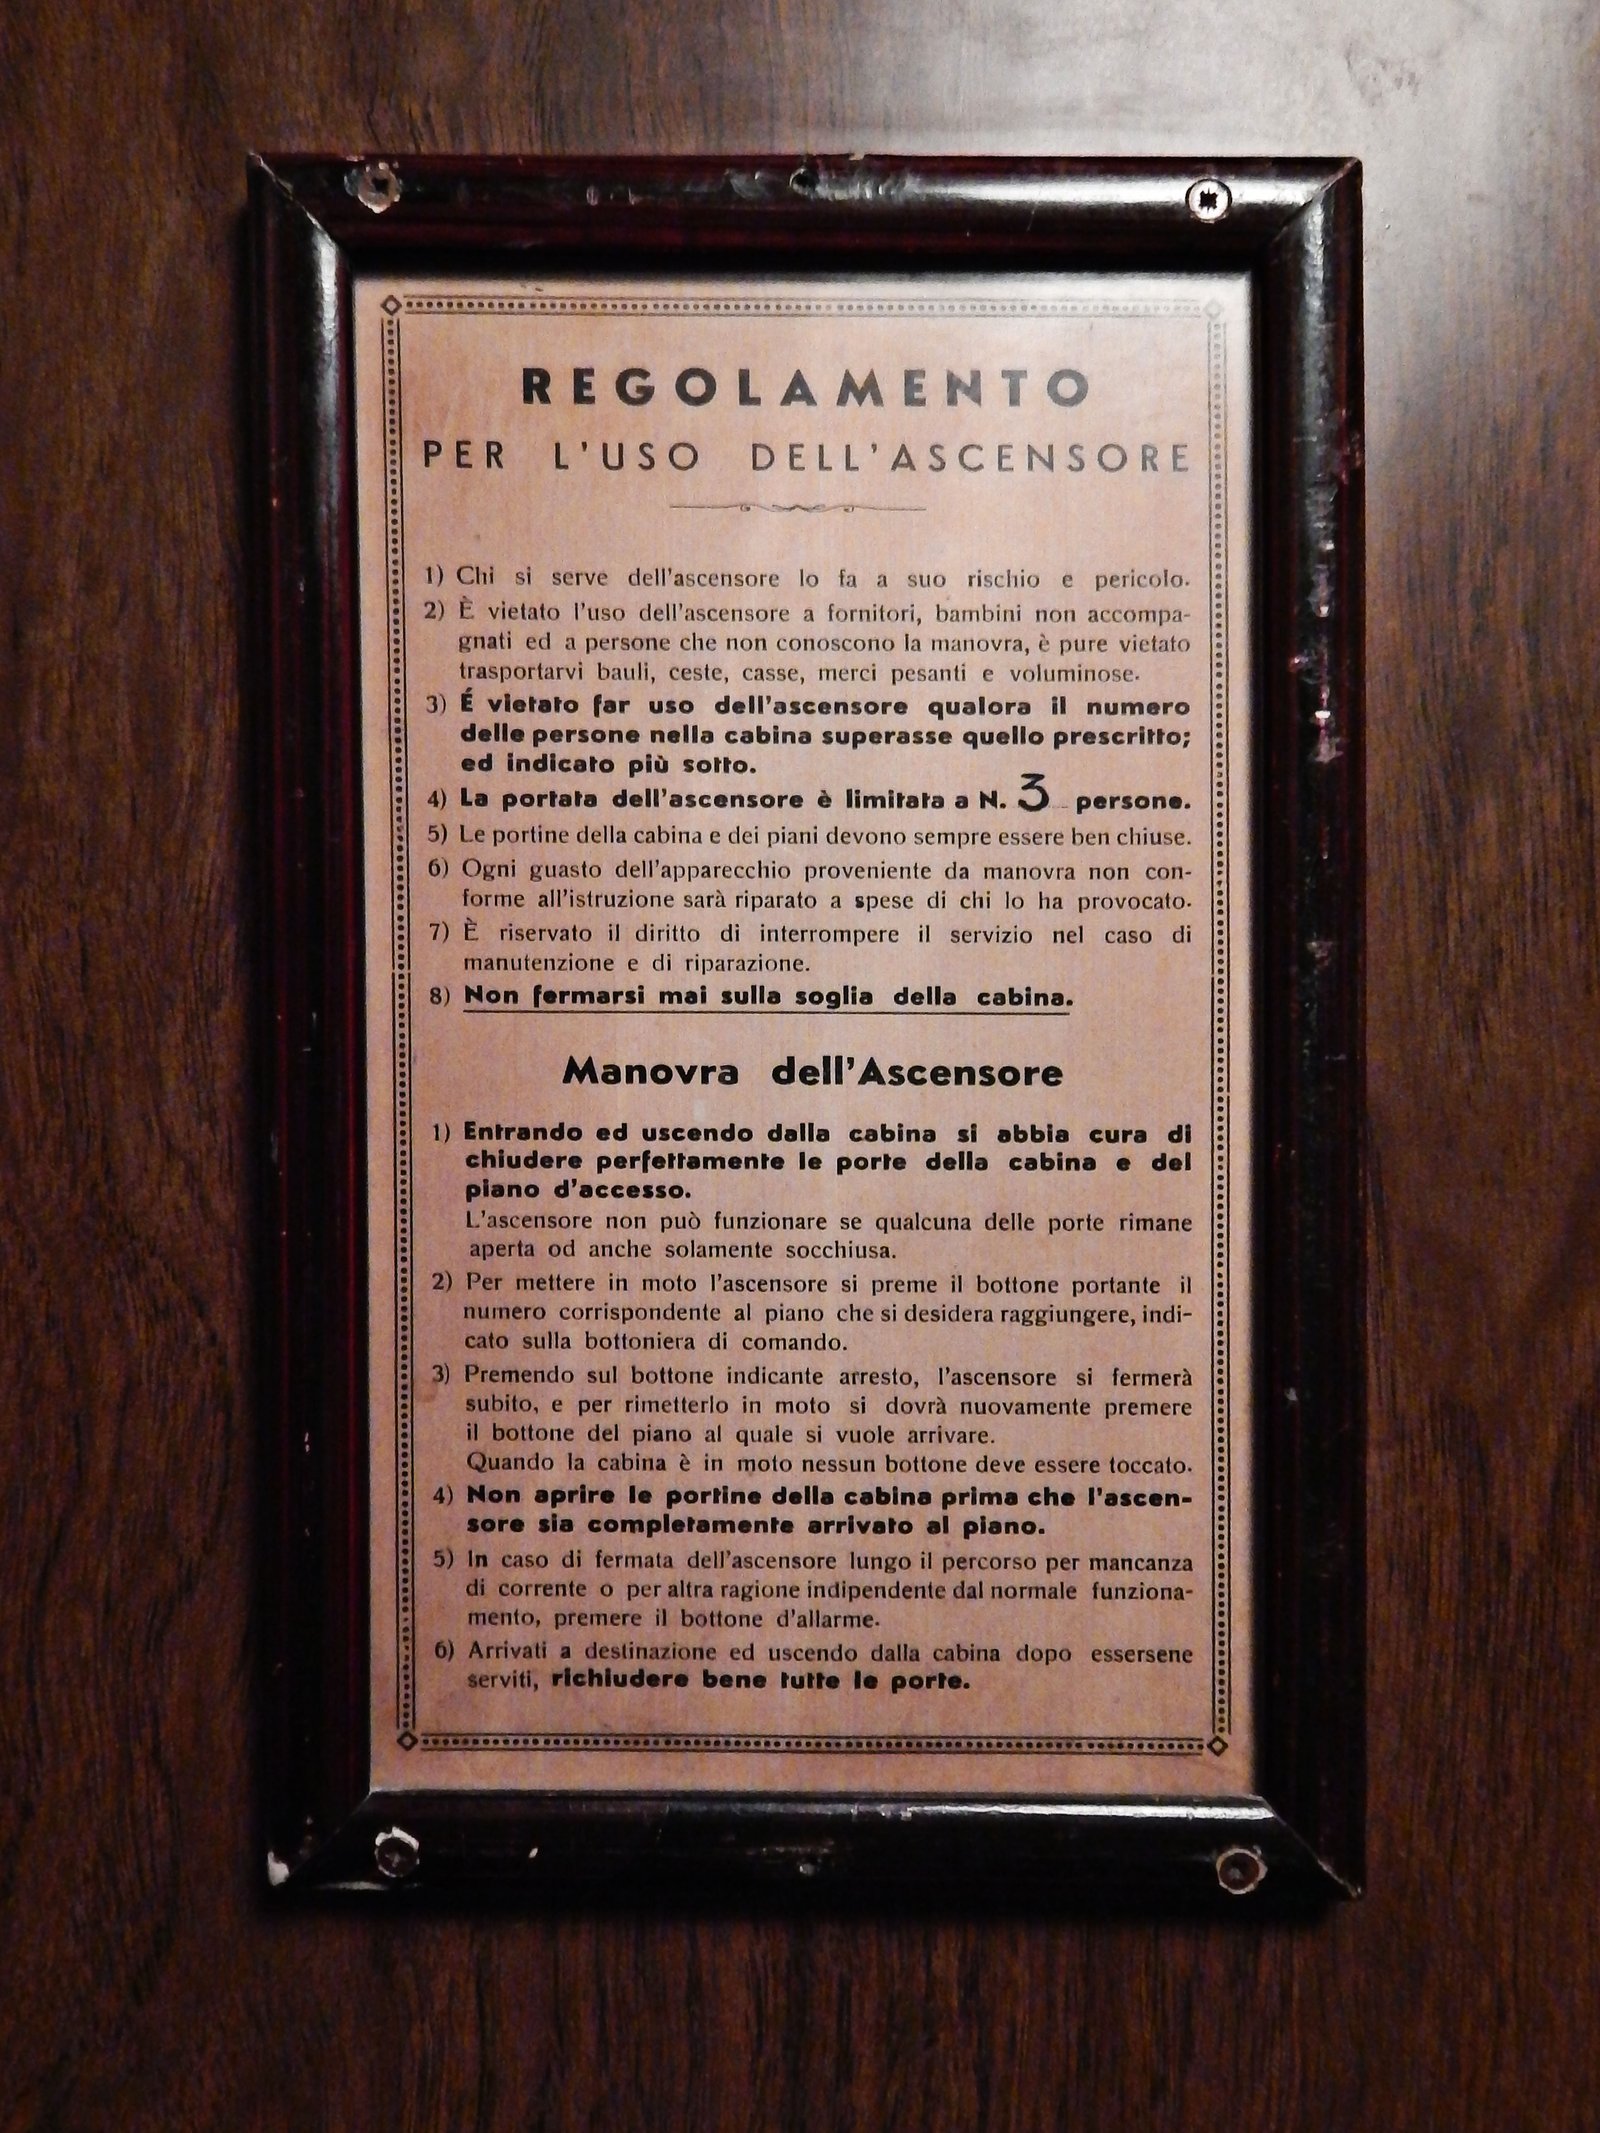 REGOLAMENTO
PER L'USO DELL'ASCENSORE
1) Chi si serve dell'ascensore lo fa a suo rischio e pericolo.
2) È vietato l'uso dell'ascensore a fornitori, bambini non accompa-
gnati ed a persone che non conoscono la manovra, è pure vietato
trasportarvi bauli, ceste, casse, merci pesanti e voluminose.
3) É vietato far uso dell'ascensore qualora il numero
delle persone nella cabina superasse quello prescritto;
ed indicato più sotto.
4) La portata dell'ascensore è limitata a N. 3 persone.
5) Le portine della cabina e dei piani devono sempre essere ben chiuse.
6) Ogni guasto dell'apparecchio proveniente da manovra non con-
forme all'istruzione sarà riparato a spese di chi lo ha provocato.
7) È riservato il diritto di interrompere il servizio nel caso di
manutenzione e di riparazione.
8) Non fermarsi mai sulla soglia della cabina.
Manovra dell'Ascensore
1) Entrando ed uscendo dalla cabina si abbia cura di
chiudere perfettamente le porte della cabina e del
piano d'accesso.
L'ascensore non può funzionare se qualcuna delle porte rimane
aperta od anche solamente socchiusa.
2) Per mettere in moto l'ascensore si preme il bottone portante il
numero corrispondente al piano che si desidera raggiungere, indi-
cato sulla bottoniera di comando.
3) Premendo sul bottone indicante arresto, l'ascensore si fermerà
subito, e per rimetterlo in moto si dovrà nuovamente premere
il bottone del piano al quale si vuole arrivare.
Quando la cabina è in moto nessun bottone deve essere toccato.
4) Non aprire le portine della cabina prima che l'ascen-
sore sia completamente arrivato al piano.
5) In caso di fermata dell'ascensore lungo il percorso per mancanza
di corrente o per altra ragione indipendente dal normale funziona-
mento, premere il bottone d'allarme.
6) Arrivati a destinazione ed uscendo dalla cabina dopo essersene
serviti, richiudere bene tutte le porte.